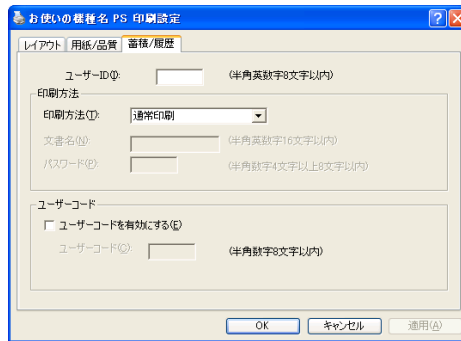 お使いの機種名 PS 印刷設定
レイアウト 用紙/品質 蓄積/履歴
ユーザーID(I): (半角英数字8文字以内)
印刷方法
印刷方法(T): 通常印刷
文書名(N): (半角英数字16文字以内)
パスワード(P): (半角数字4文字以上8文字以内)
ユーザーコード
ユーザーコードを有効にする(E)
ユーザーコード(C): (半角数字8文字以内)
OK キャンセル 適用(A)